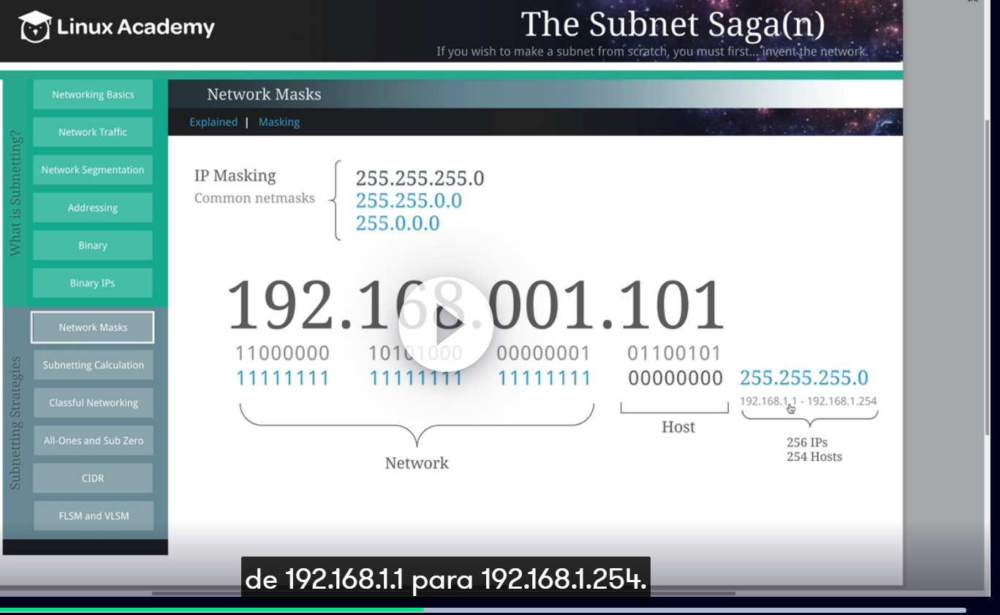 Linux Academy
The Subnet Saga(n)
If you wish to make a subnet from scratch, you must first... invent the network.
What is Subnetting?
Networking Basics
Network Traffic
Network Segmentation
Addressing
Binary
Binary IPs
Subnetting Strategies
Network Masks
Subnetting Calculation
Classful Networking
All-Ones and Sub Zero
CIDR
FLSM and VLSM
Network Masks
Explained | Masking
IP Masking
Common netmasks
255.255.255.0
255.255.0.0
255.0.0.0
192.168.001.101
11000000 10101000 00000001 01100101
11111111 11111111 11111111 00000000 255.255.255.0
192.168.1.1 - 192.168.1.254
Network
Host
256 IPs
254 Hosts
de 192.168.1.1 para 192.168.1.254.